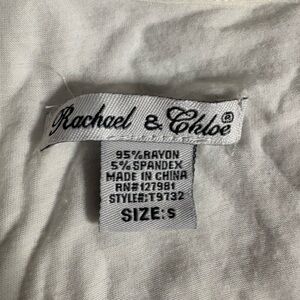 Rachael & Chloe®
95%RAYON
5%SPANDEX
MADE IN CHINA
RN#127981
STYLE#:T9732
SIZE:S